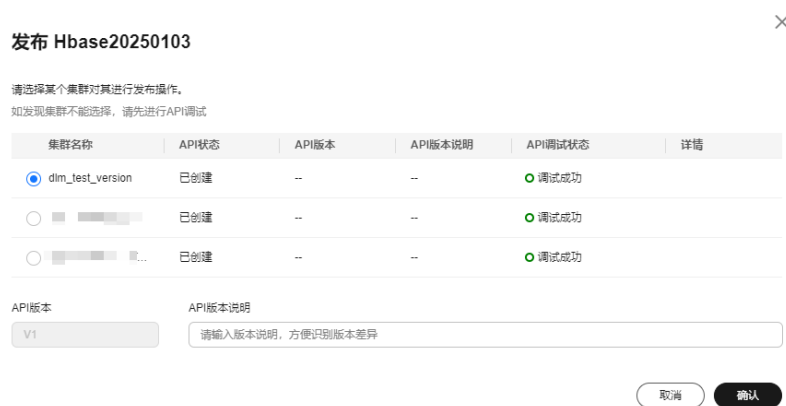 发布 Hbase20250103
请选择某个集群对其进行发布操作。
如发现集群不能选择，请先进行API调试
集群名称 API状态 API版本 API版本说明 API调试状态 详情
dlm_test_version 已创建 -- -- 调试成功
已创建 -- -- 调试成功
... 已创建 -- -- 调试成功
API版本 API版本说明
V1 请输入版本说明，方便识别版本差异
取消 确认